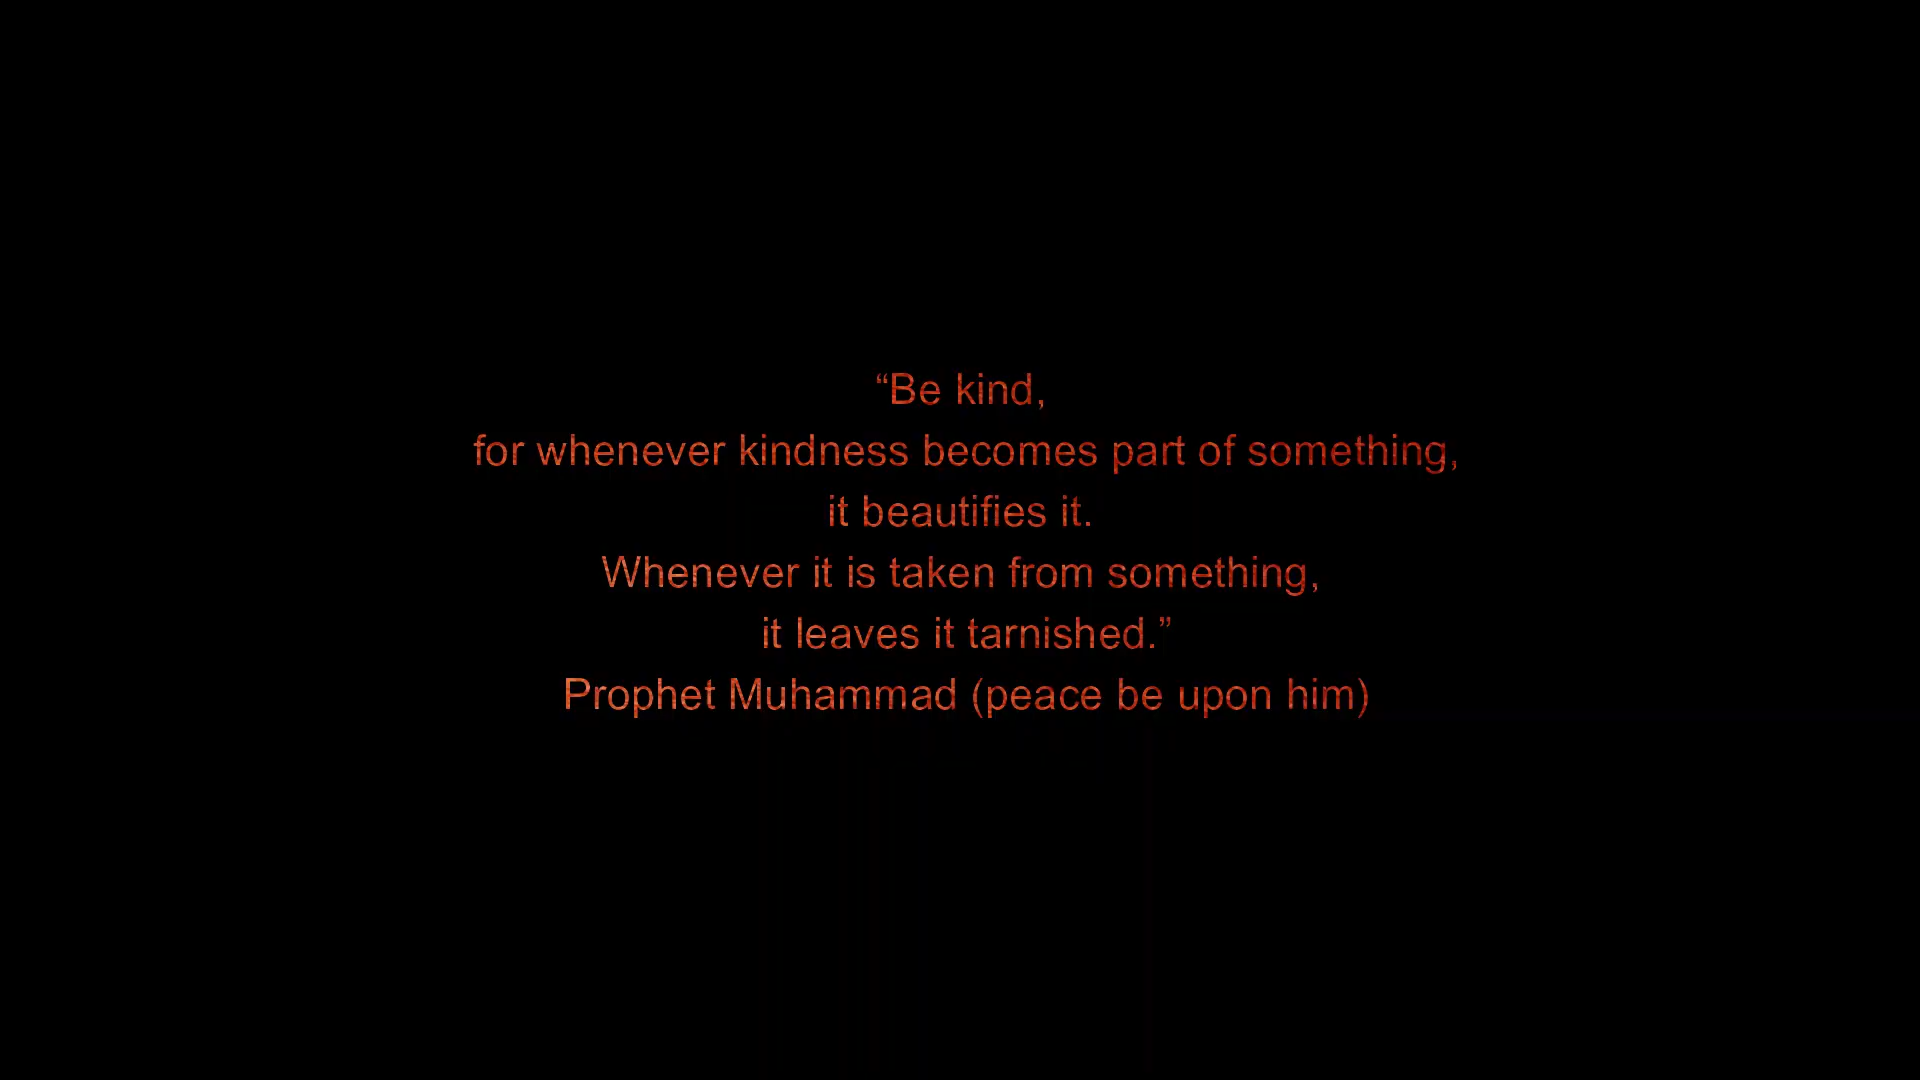 “Be kind,
for whenever kindness becomes part of something,
it beautifies it.
Whenever it is taken from something,
it leaves it tarnished.”
Prophet Muhammad (peace be upon him)